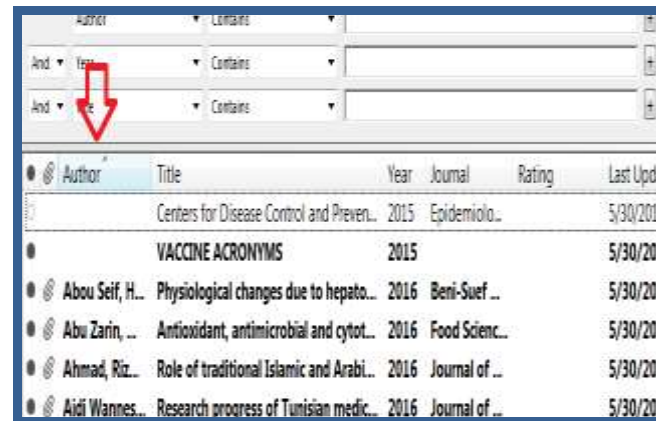 Author Contains
And Year Contains
And Title Contains
Author Title Year Journal Rating Last Upd
Centers for Disease Control and Preven... 2015 Epidemiolo... 5/30/201
VACCINE ACRONYMS 2015 5/30/20
Abou Seif, H... Physiological changes due to hepato... 2016 Beni-Suef ... 5/30/20
Abu Zarin, ... Antioxidant, antimicrobial and cytot... 2016 Food Scienc... 5/30/20
Ahmad, Riz... Role of traditional Islamic and Arabi... 2016 Journal of ... 5/30/20
Aidi Wannes... Research progress of Tunisian medic... 2016 Journal of ... 5/30/20